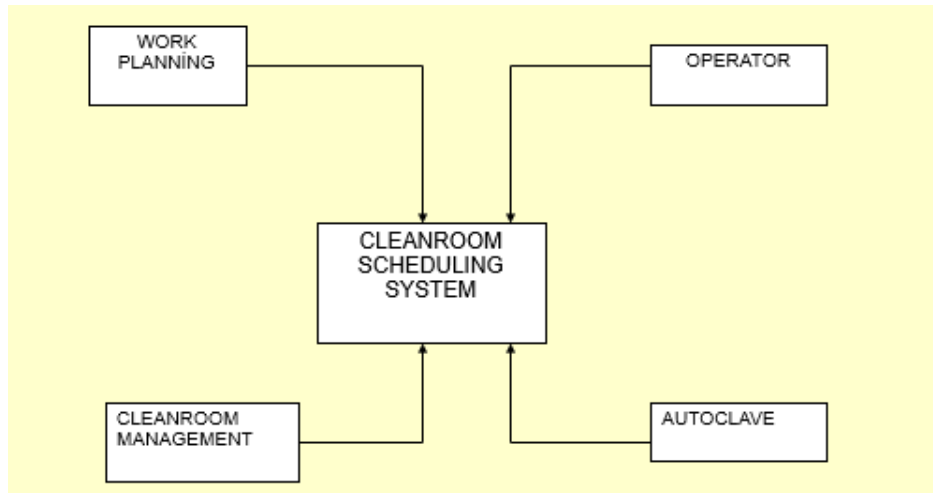 WORK
PLANNİNG
OPERATOR
CLEANROOM
SCHEDULING
SYSTEM
CLEANROOM
MANAGEMENT
AUTOCLAVE